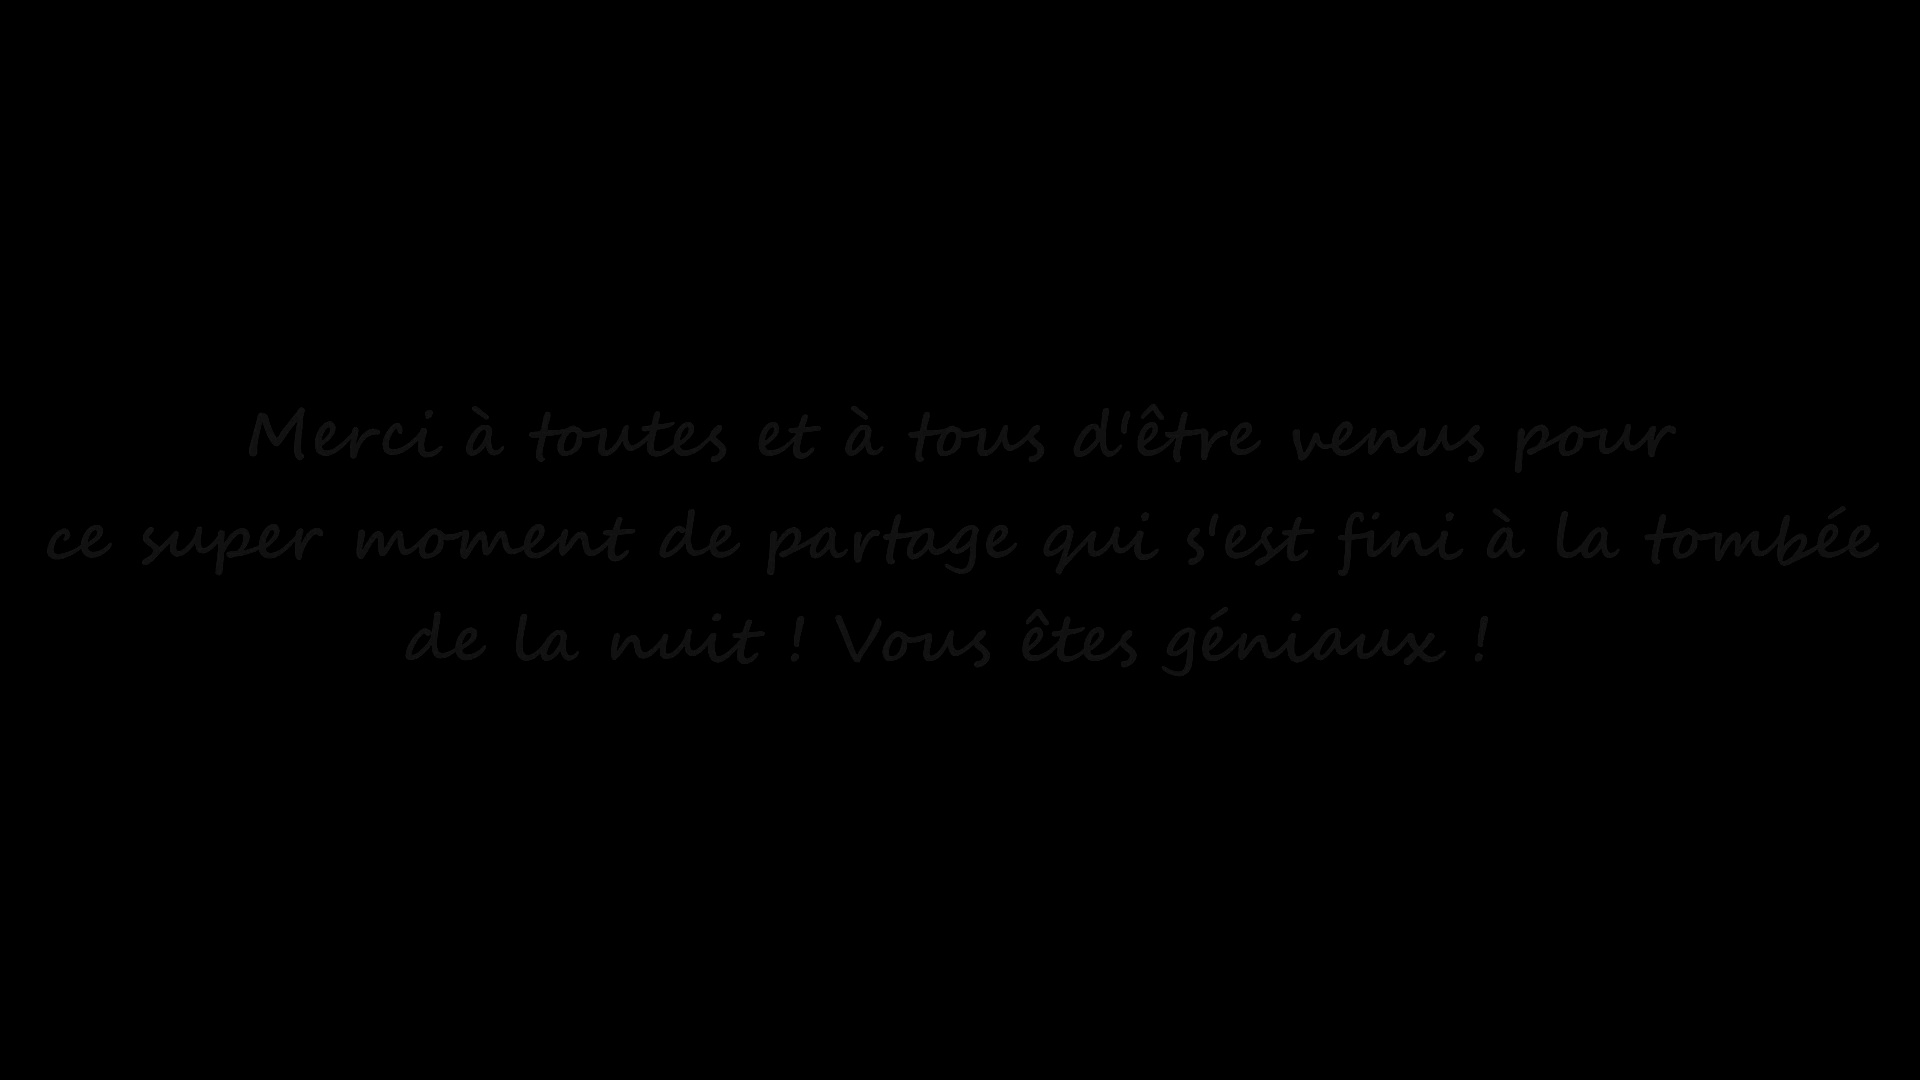 Merci à toutes et à tous d'être venus pour
ce super moment de partage qui s'est fini à la tombée
de la nuit ! Vous êtes géniaux !